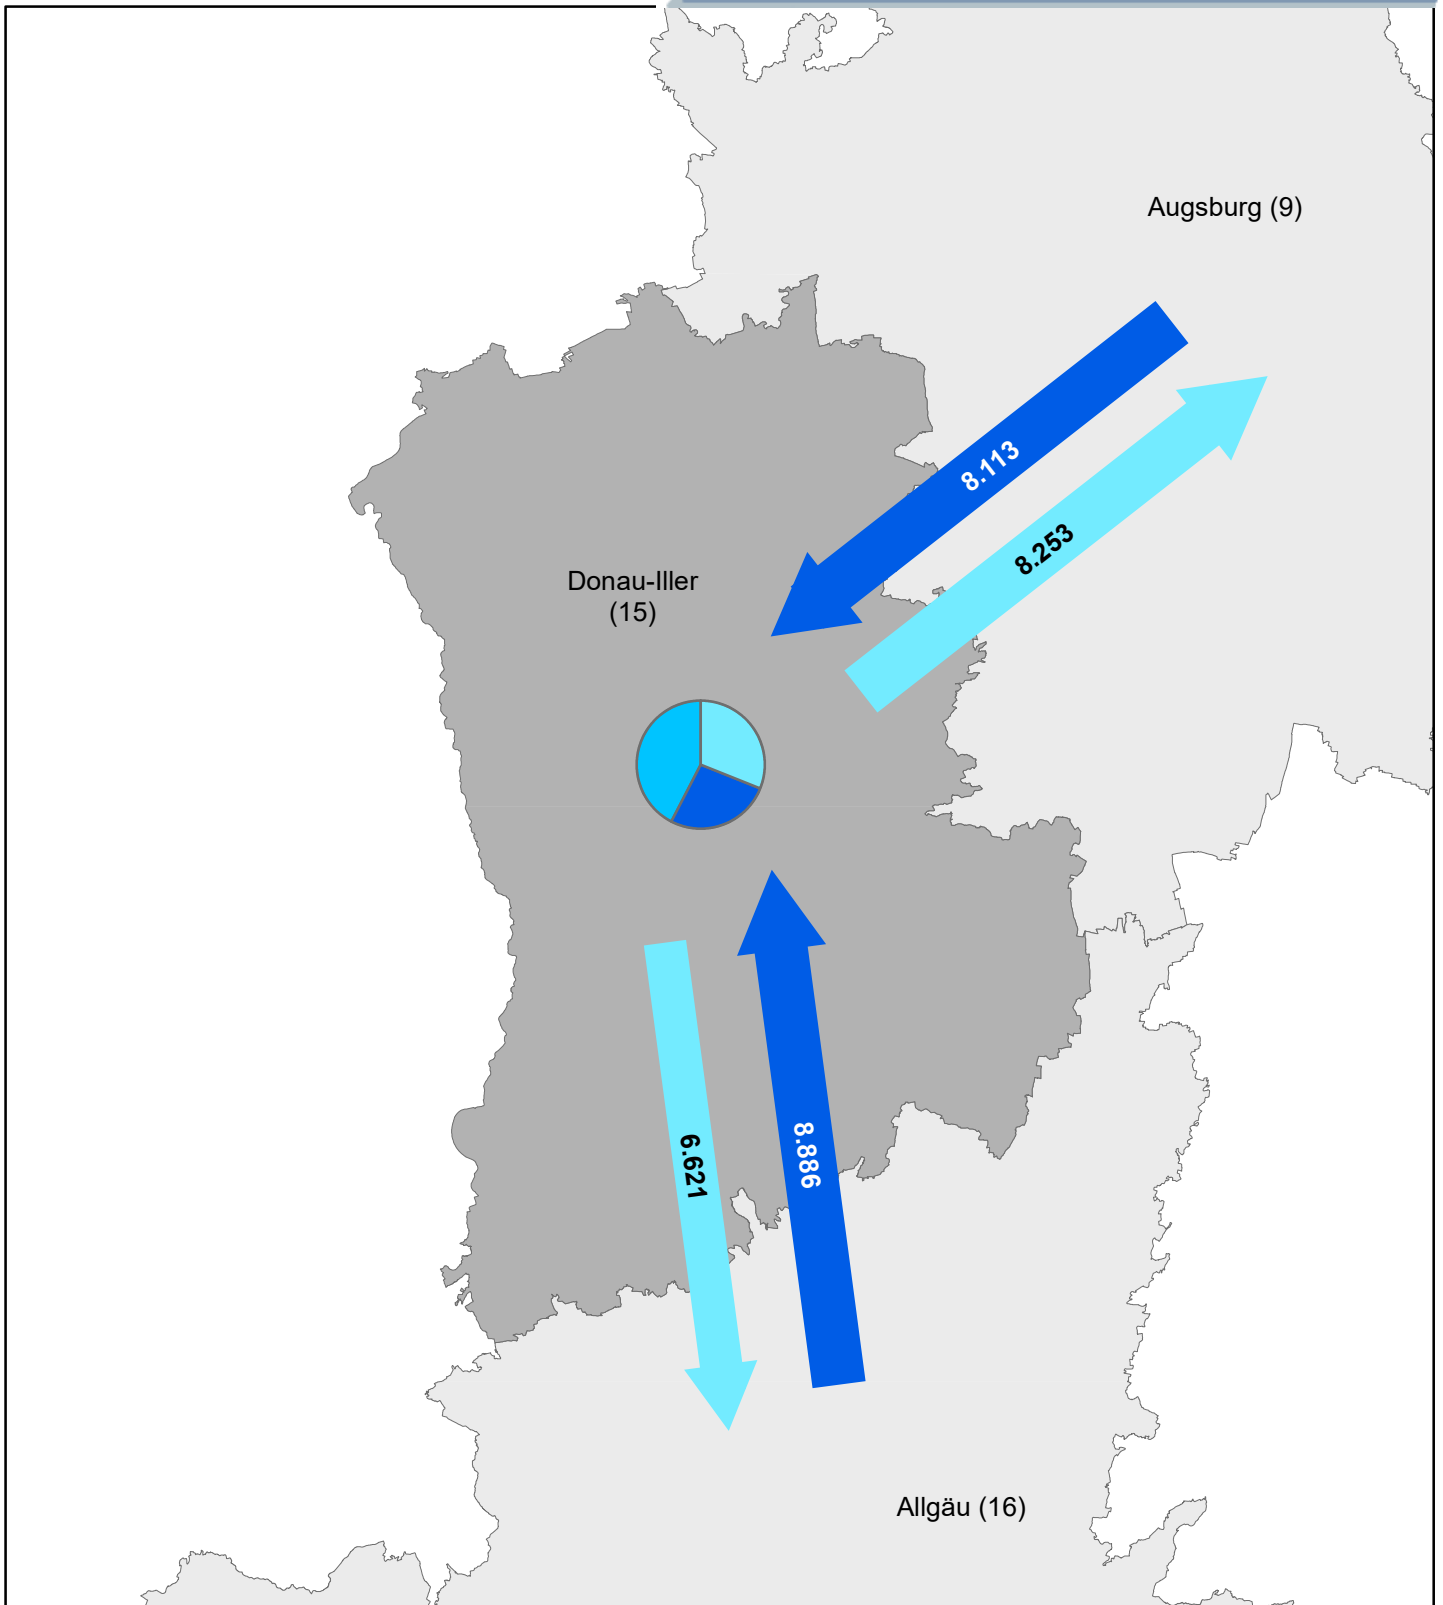 Augsburg (9)
8.113
8.253
Donau-Iller
(15)
6.621
8.886
Allgäu (16)